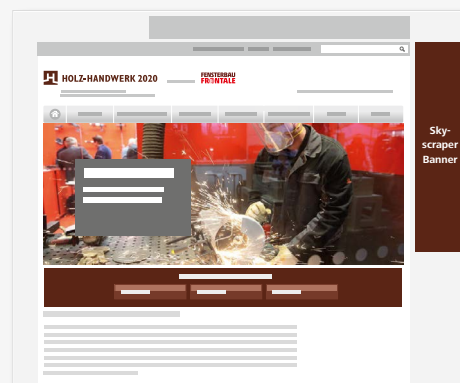 HOLZ-HANDWERK 2020
FENSTERBAU
FRONTALE
Sky-
scraper
Banner